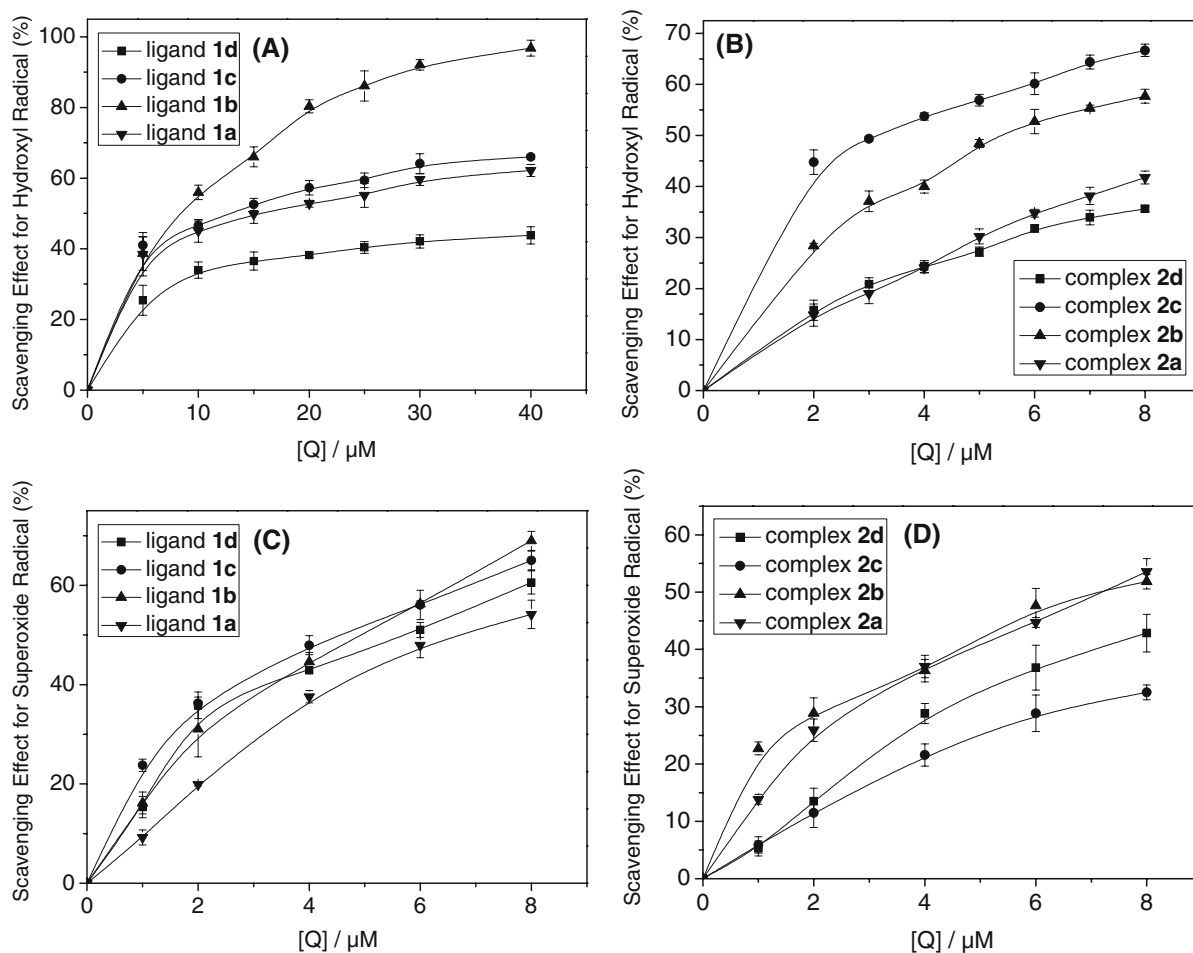 (A)
Scavenging Effect for Hydroxyl Radical (%)
100
80
60
40
20
0
ligand 1d
ligand 1c
ligand 1b
ligand 1a
0 10 20 30 40
[Q] / µM
(B)
Scavenging Effect for Hydroxyl Radical (%)
70
60
50
40
30
20
10
0
complex 2d
complex 2c
complex 2b
complex 2a
0 2 4 6 8
[Q] / µM
(C)
Scavenging Effect for Superoxide Radical (%)
60
40
20
0
ligand 1d
ligand 1c
ligand 1b
ligand 1a
0 2 4 6 8
[Q] / µM
(D)
Scavenging Effect for Superoxide Radical (%)
60
50
40
30
20
10
0
complex 2d
complex 2c
complex 2b
complex 2a
0 2 4 6 8
[Q] / µM